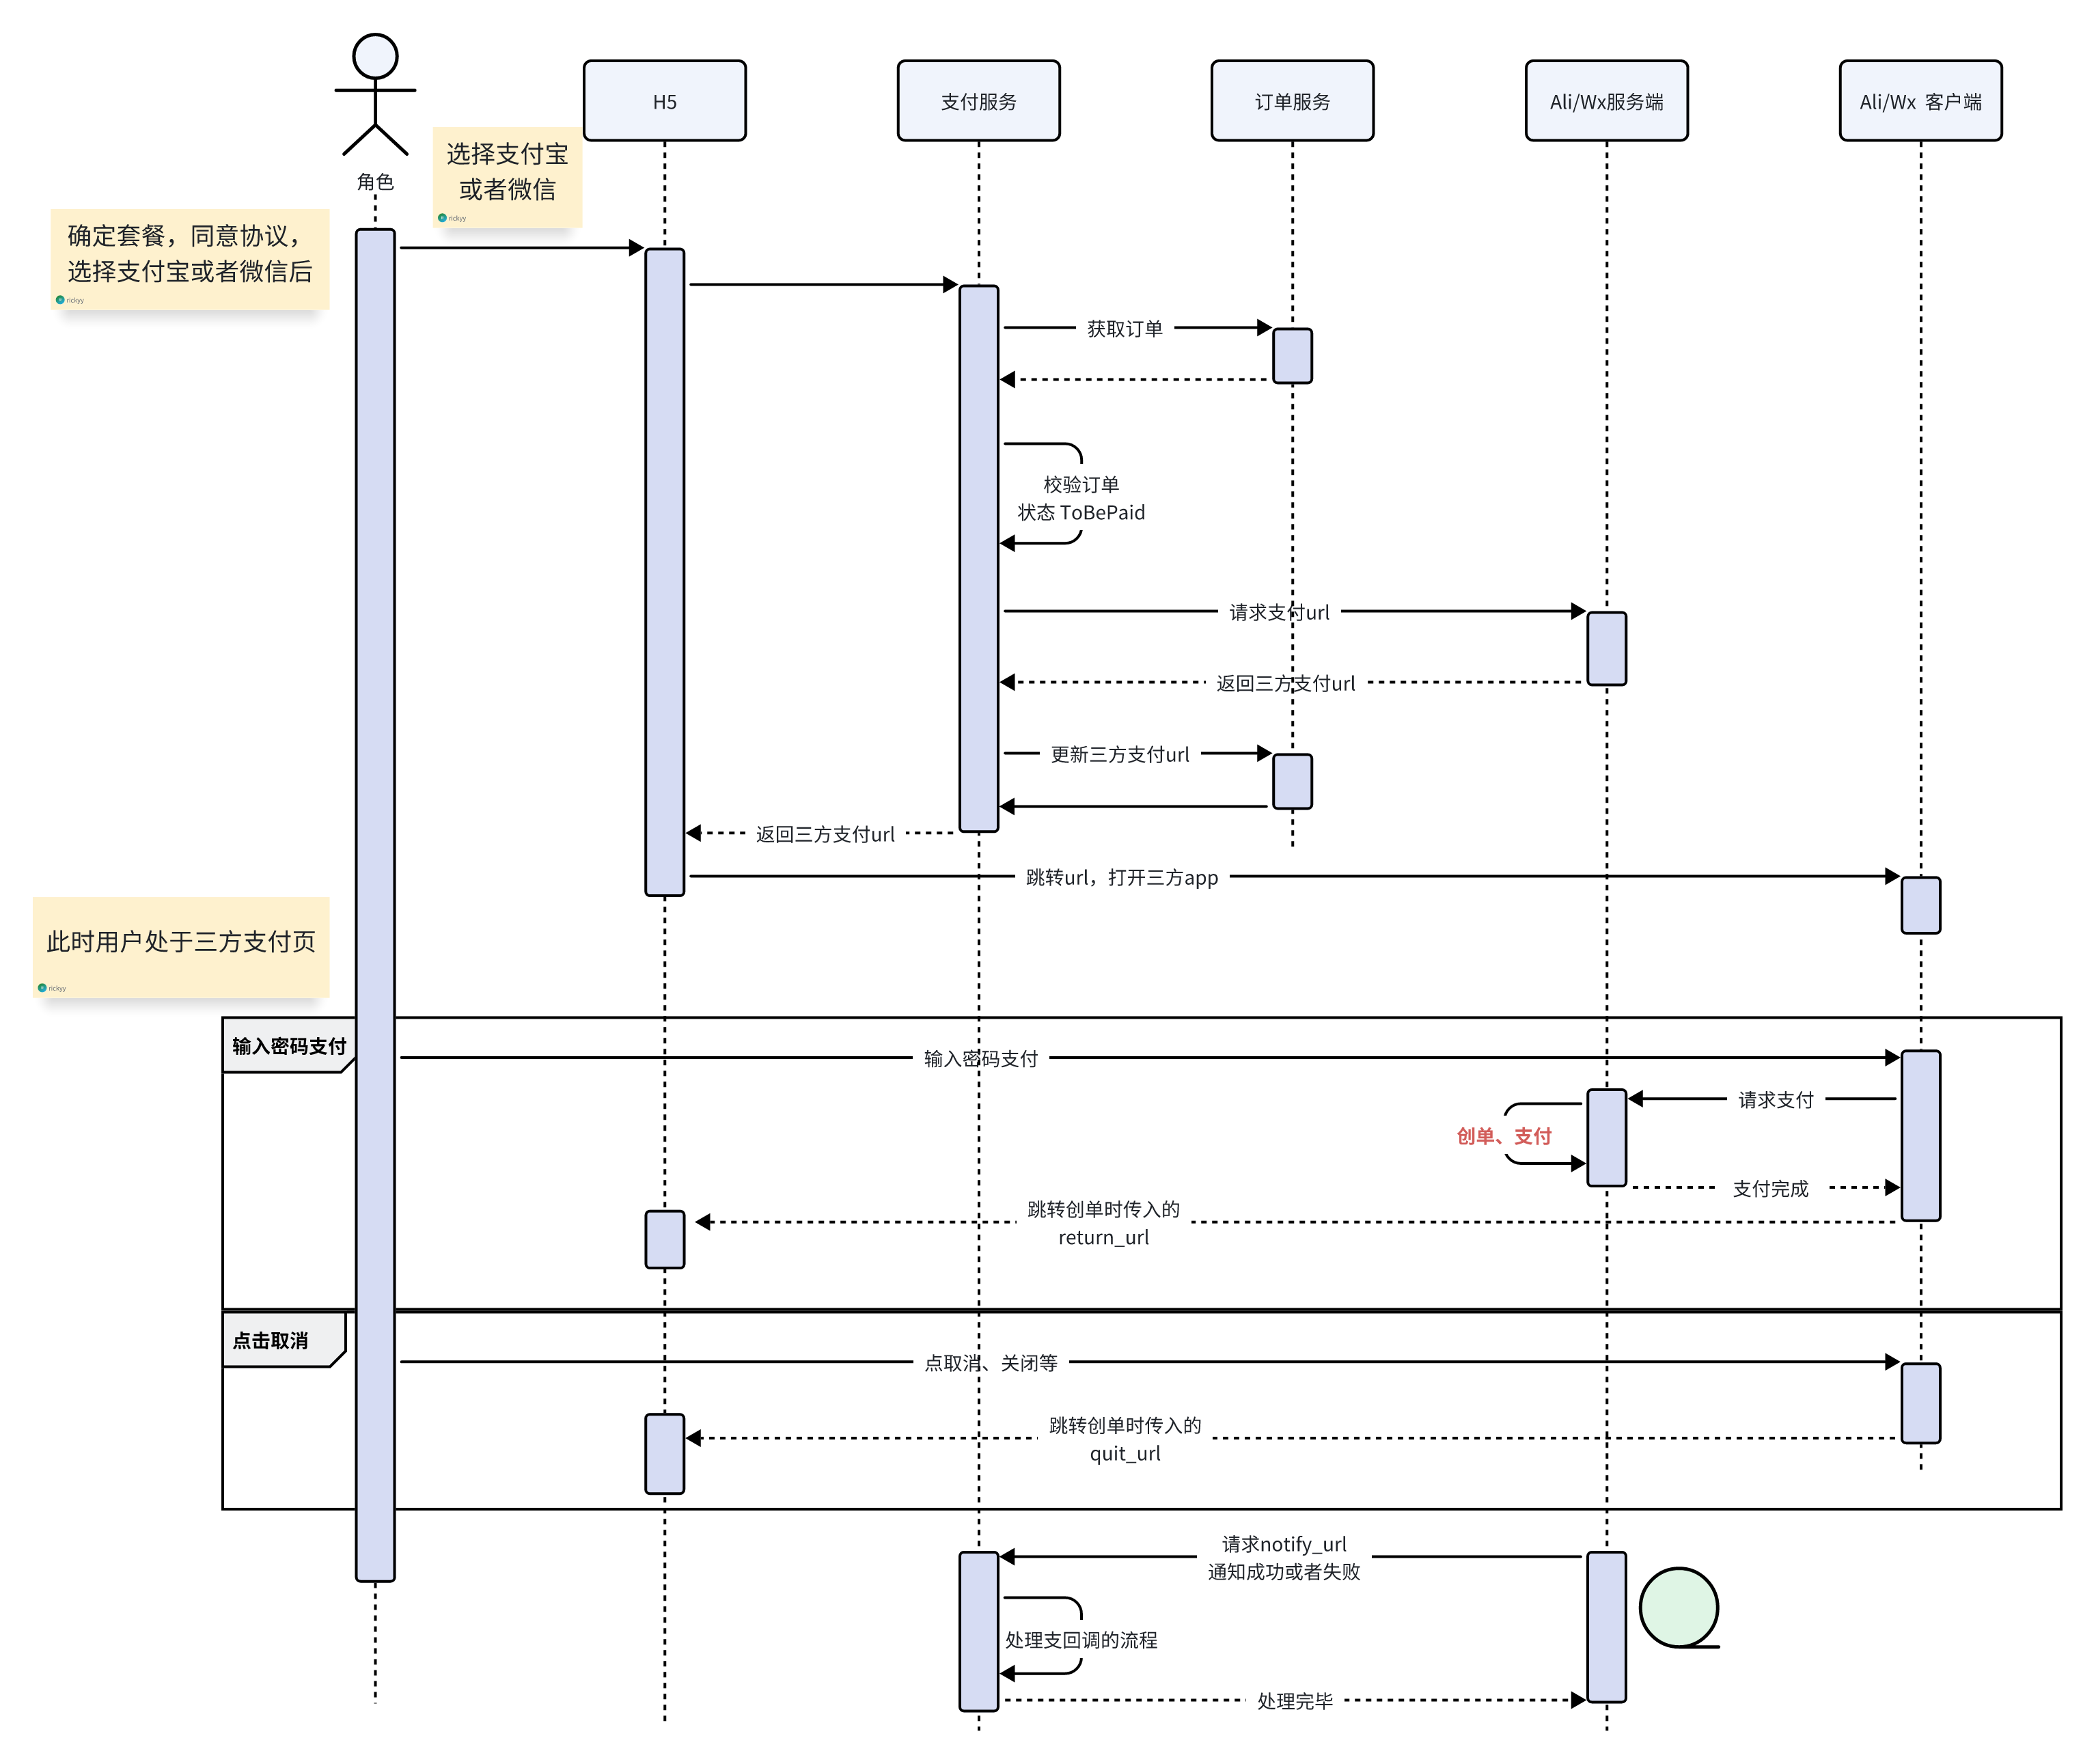 H5
支付服务
订单服务
Ali/Wx服务端
Ali/Wx 客户端
角色
选择支付宝
或者微信
rickyy
确定套餐，同意协议，
选择支付宝或者微信后
rickyy
获取订单
校验订单
状态 ToBePaid
请求支付url
返回三方支付url
更新三方支付url
返回三方支付url
跳转url，打开三方app
此时用户处于三方支付页
rickyy
输入密码支付
输入密码支付
请求支付
创单、支付
支付完成
跳转创单时传入的
return_url
点击取消
点取消、关闭等
跳转创单时传入的
quit_url
请求notify_url
通知成功或者失败
处理支回调的流程
处理完毕